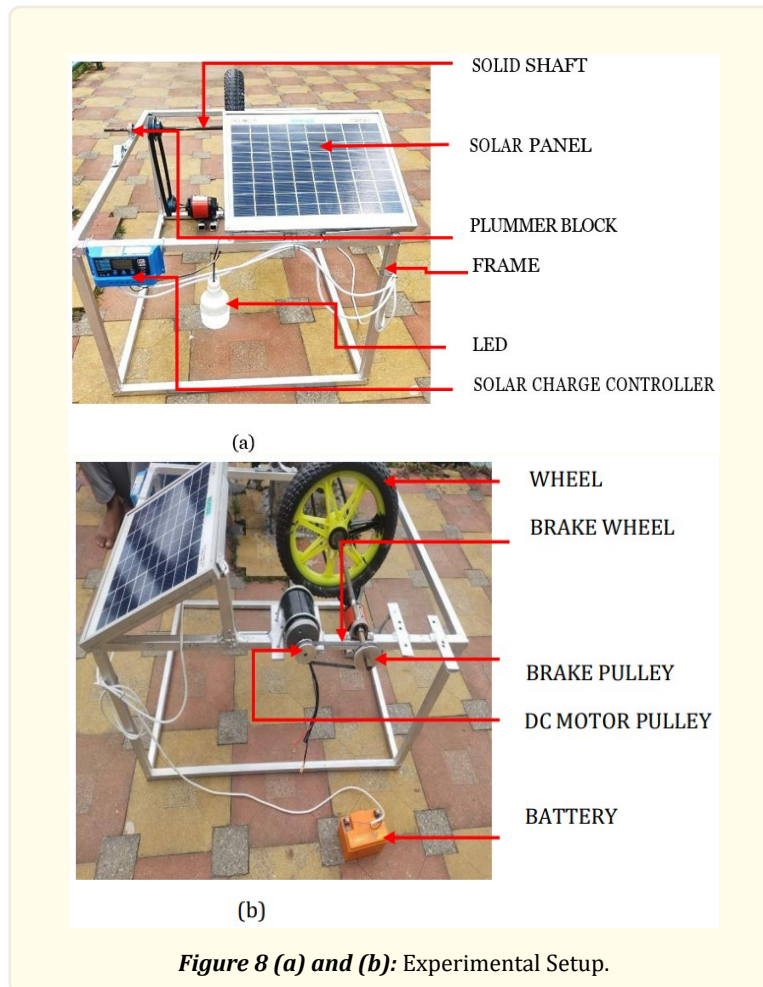 SOLID SHAFT
SOLAR PANEL
PLUMMER BLOCK
FRAME
LED
SOLAR CHARGE CONTROLLER
(a)
WHEEL
BRAKE WHEEL
BRAKE PULLEY
DC MOTOR PULLEY
BATTERY
(b)
Figure 8 (a) and (b): Experimental Setup.